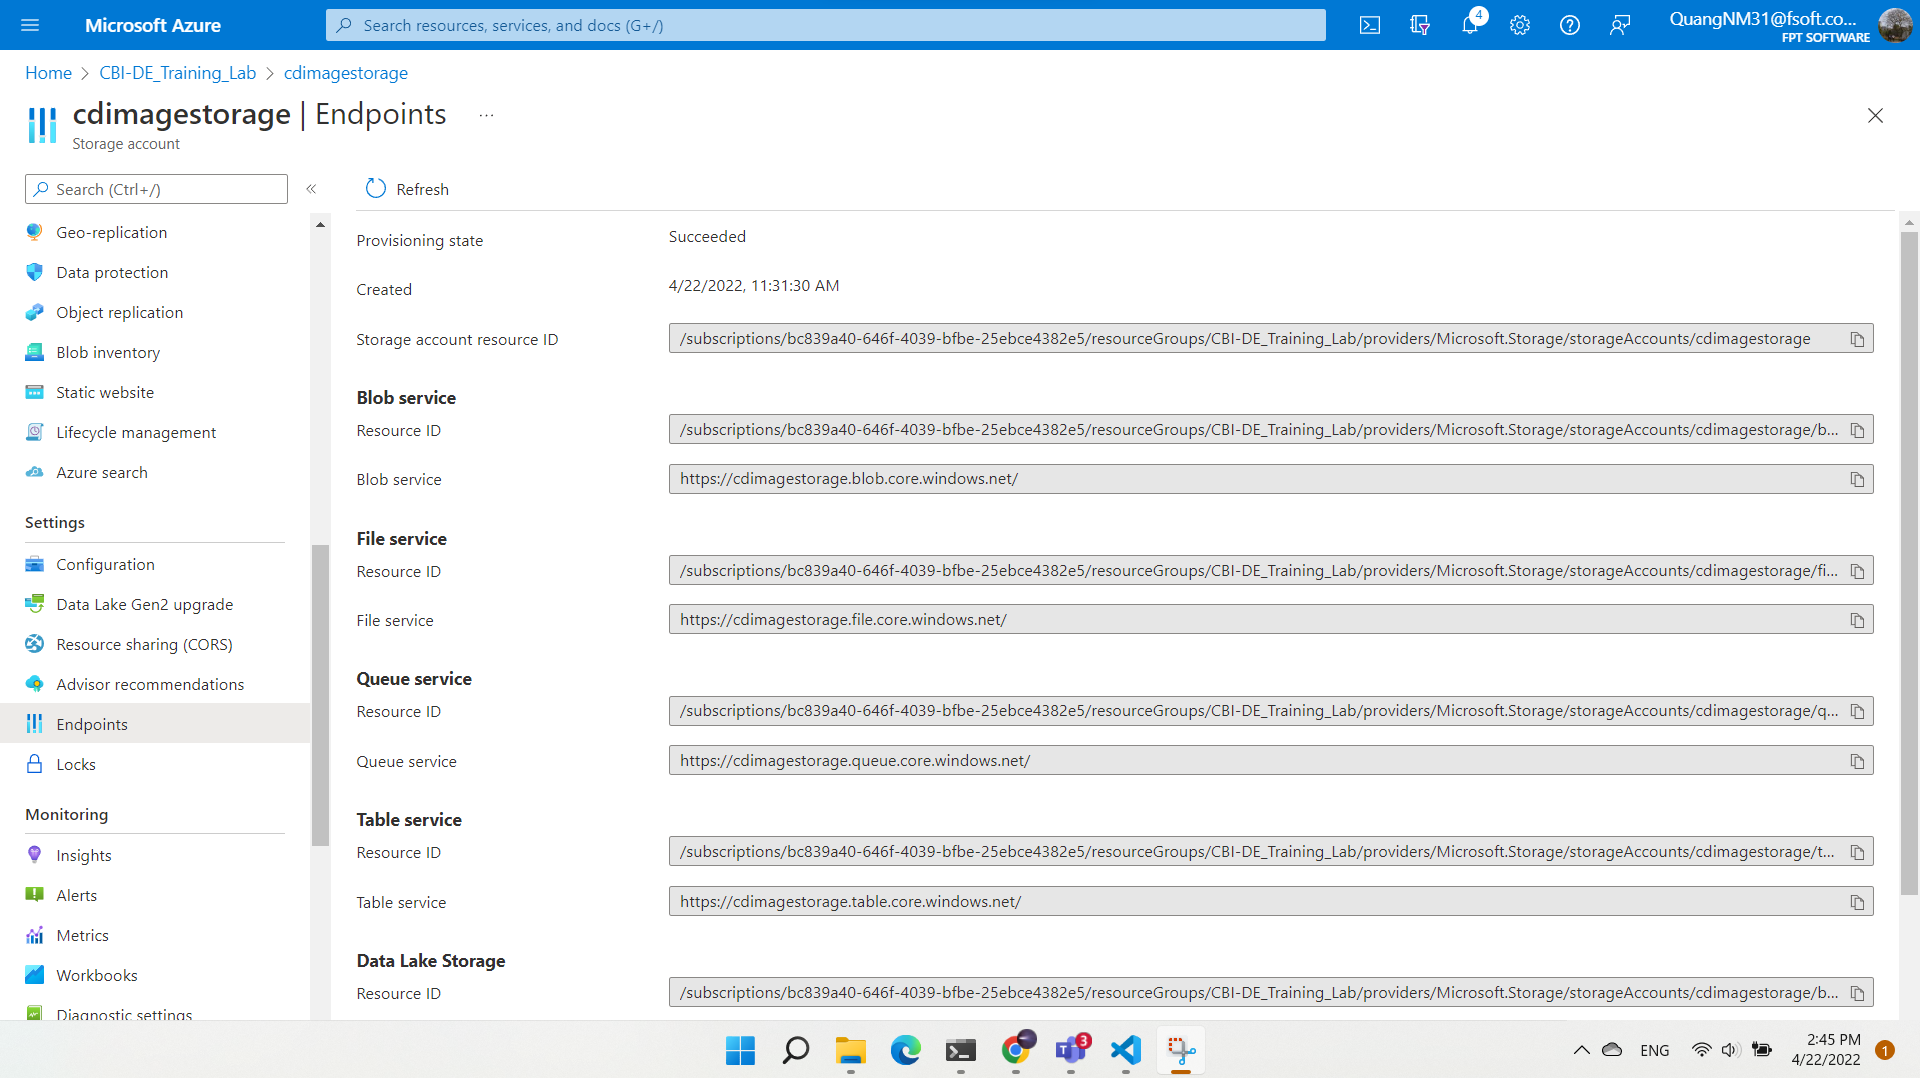 Microsoft Azure
Search resources, services, and docs (G+/)
4
QuangNM31@fsoft.co...
FPT SOFTWARE
Home > CBI-DE_Training_Lab > cdimagestorage
cdimagestorage | Endpoints ...
Storage account
Search (Ctrl+/)
«
Geo-replication
Data protection
Object replication
Blob inventory
Static website
Lifecycle management
Azure search
Settings
Configuration
Data Lake Gen2 upgrade
Resource sharing (CORS)
Advisor recommendations
Endpoints
Locks
Monitoring
Insights
Alerts
Metrics
Workbooks
Diagnostic settings
Refresh
Provisioning state
Succeeded
Created
4/22/2022, 11:31:30 AM
Storage account resource ID
/subscriptions/bc839a40-646f-4039-bfbe-25ebce4382e5/resourceGroups/CBI-DE_Training_Lab/providers/Microsoft.Storage/storageAccounts/cdimagestorage
Blob service
Resource ID
/subscriptions/bc839a40-646f-4039-bfbe-25ebce4382e5/resourceGroups/CBI-DE_Training_Lab/providers/Microsoft.Storage/storageAccounts/cdimagestorage/b...
Blob service
https://cdimagestorage.blob.core.windows.net/
File service
Resource ID
/subscriptions/bc839a40-646f-4039-bfbe-25ebce4382e5/resourceGroups/CBI-DE_Training_Lab/providers/Microsoft.Storage/storageAccounts/cdimagestorage/fi...
File service
https://cdimagestorage.file.core.windows.net/
Queue service
Resource ID
/subscriptions/bc839a40-646f-4039-bfbe-25ebce4382e5/resourceGroups/CBI-DE_Training_Lab/providers/Microsoft.Storage/storageAccounts/cdimagestorage/q...
Queue service
https://cdimagestorage.queue.core.windows.net/
Table service
Resource ID
/subscriptions/bc839a40-646f-4039-bfbe-25ebce4382e5/resourceGroups/CBI-DE_Training_Lab/providers/Microsoft.Storage/storageAccounts/cdimagestorage/t...
Table service
https://cdimagestorage.table.core.windows.net/
Data Lake Storage
Resource ID
/subscriptions/bc839a40-646f-4039-bfbe-25ebce4382e5/resourceGroups/CBI-DE_Training_Lab/providers/Microsoft.Storage/storageAccounts/cdimagestorage/b...
3
ENG
2:45 PM
4/22/2022
1